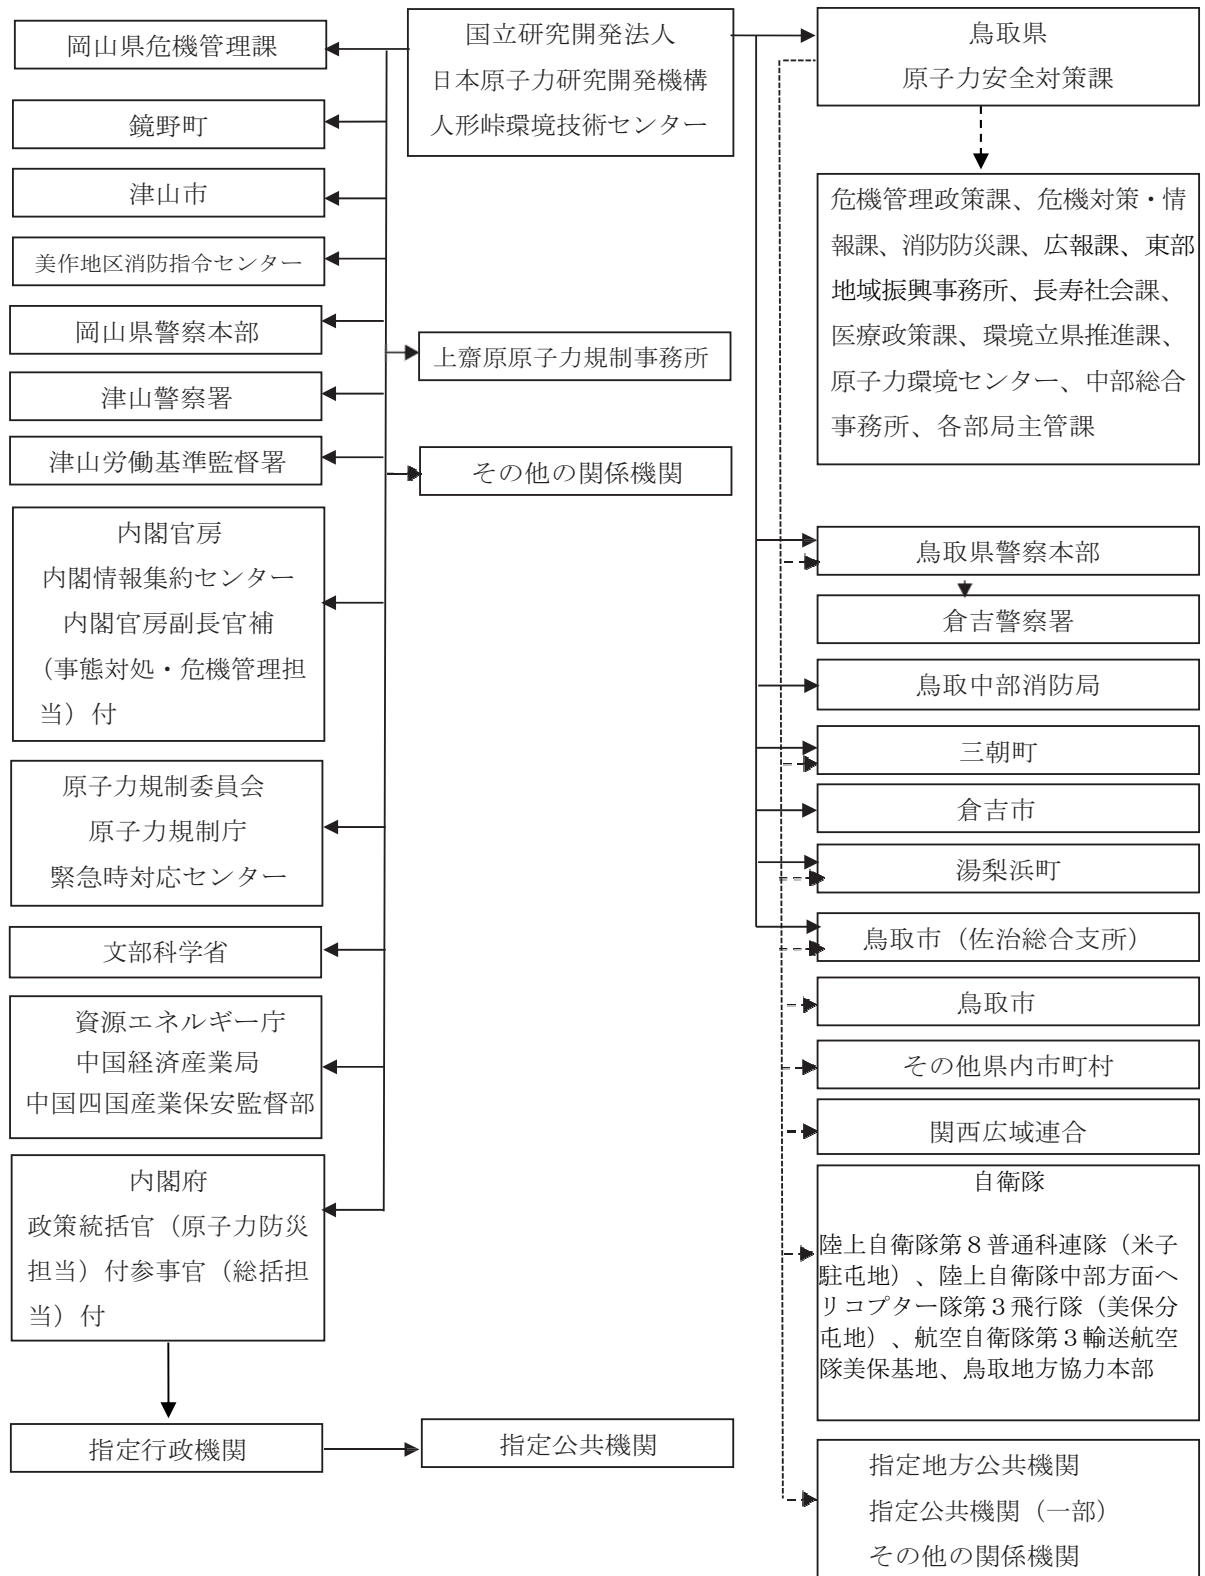 岡山県危機管理課
鏡野町
津山市
美作地区消防指令センター
岡山県警察本部
津山警察署
津山労働基準監督署
内閣官房
内閣情報集約センター
内閣官房副長官補
（事態対処・危機管理担
当）付
原子力規制委員会
原子力規制庁
緊急時対応センター
文部科学省
資源エネルギー庁
中国経済産業局
中国四国産業保安監督部
内閣府
政策統括官（原子力防災
担当）付参事官（総括担
当）付
指定行政機関
国立研究開発法人
日本原子力研究開発機構
人形峠環境技術センター
上齋原原子力規制事務所
その他の関係機関
指定公共機関
鳥取県
原子力安全対策課
危機管理政策課、危機対策・情
報課、消防防災課、広報課、東部
地域振興事務所、長寿社会課、
医療政策課、環境立県推進課、
原子力環境センター、中部総合
事務所、各部局主管課
鳥取県警察本部
倉吉警察署
鳥取中部消防局
三朝町
倉吉市
湯梨浜町
鳥取市（佐治総合支所）
鳥取市
その他県内市町村
関西広域連合
自衛隊
陸上自衛隊第８普通科連隊（米子
駐屯地）、陸上自衛隊中部方面ヘ
リコプター隊第３飛行隊（美保分
屯地）、航空自衛隊第３輸送航空
隊美保基地、鳥取地方協力本部
指定地方公共機関
指定公共機関（一部）
その他の関係機関